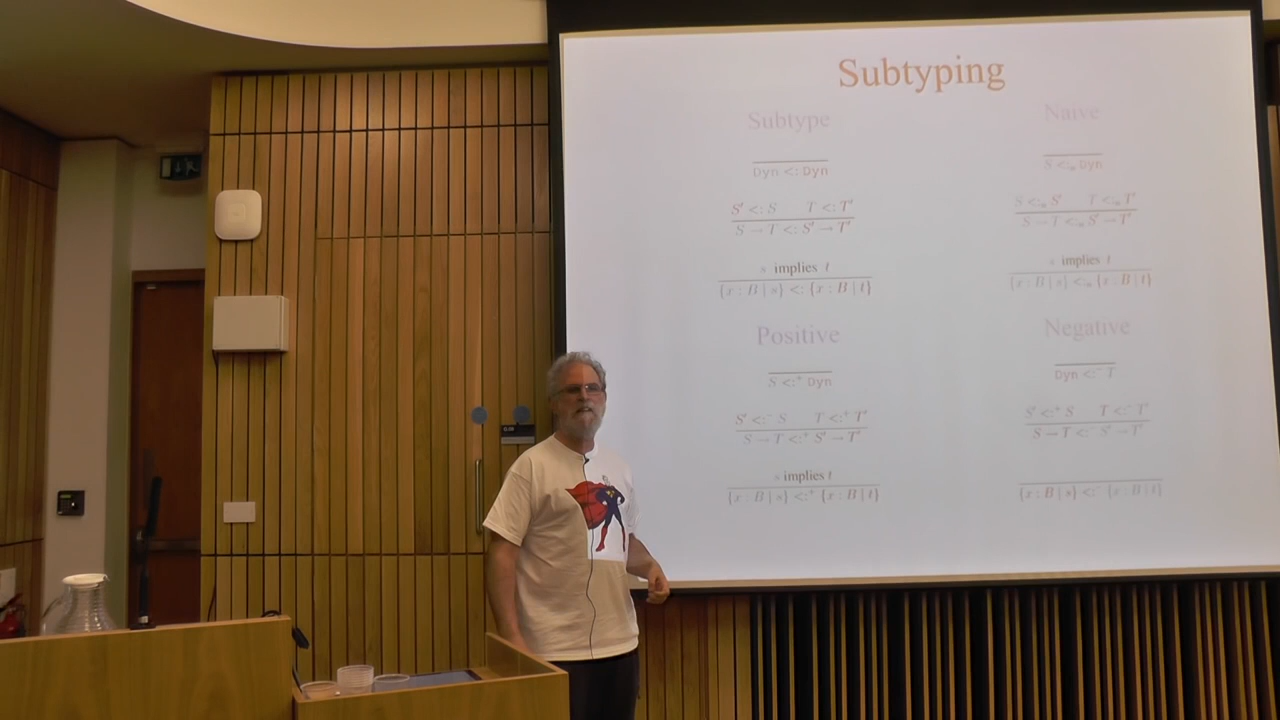 Subtyping
Subtype
Dyn <: Dyn
S′ <: S T <: T′
S → T <: S′ → T′
s implies t
{x : B | s} <: {x : B | t}
Naive
S <:ₙ Dyn
S <:ₙ S′ T <:ₙ T′
S → T <:ₙ S′ → T′
s implies t
{x : B | s} <:ₙ {x : B | t}
Positive
S <:⁺ Dyn
S′ <:⁻ S T <:⁺ T′
S → T <:⁺ S′ → T′
s implies t
{x : B | s} <:⁺ {x : B | t}
Negative
Dyn <:⁻ T
S′ <:⁺ S T <:⁻ T′
S → T <:⁻ S′ → T′
{x : B | s} <:⁻ {x : B | t}